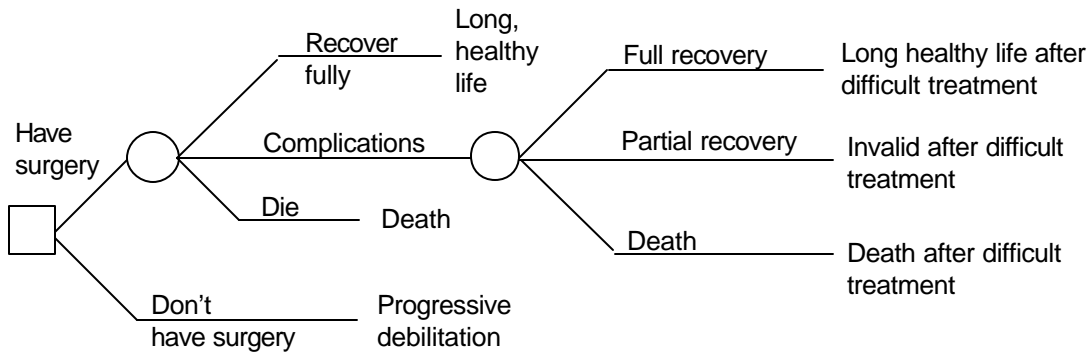 Have
surgery
Recover
fully
Long,
healthy
life
Complications
Die
Death
Full recovery
Long healthy life after
difficult treatment
Partial recovery
Invalid after difficult
treatment
Death
Death after difficult
treatment
Don't
have surgery
Progressive
debilitation